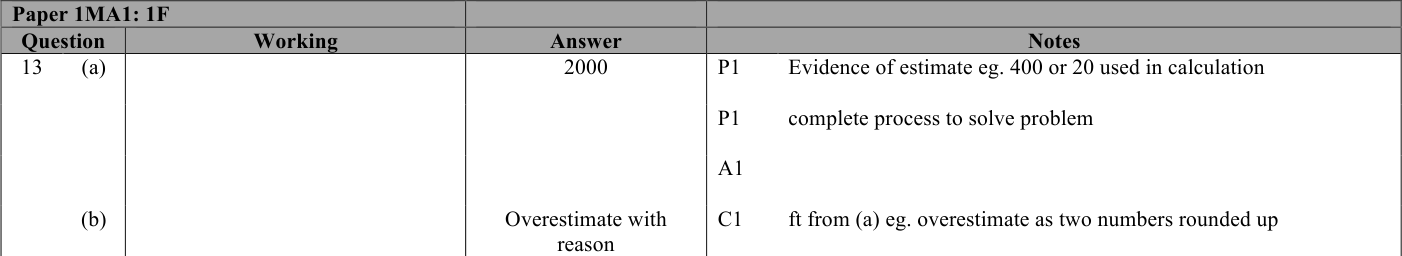 Paper 1MA1: 1F
Question Working Answer Notes
13 (a) 2000 P1 Evidence of estimate eg. 400 or 20 used in calculation
P1 complete process to solve problem
A1
(b) Overestimate with C1 ft from (a) eg. overestimate as two numbers rounded up
reason